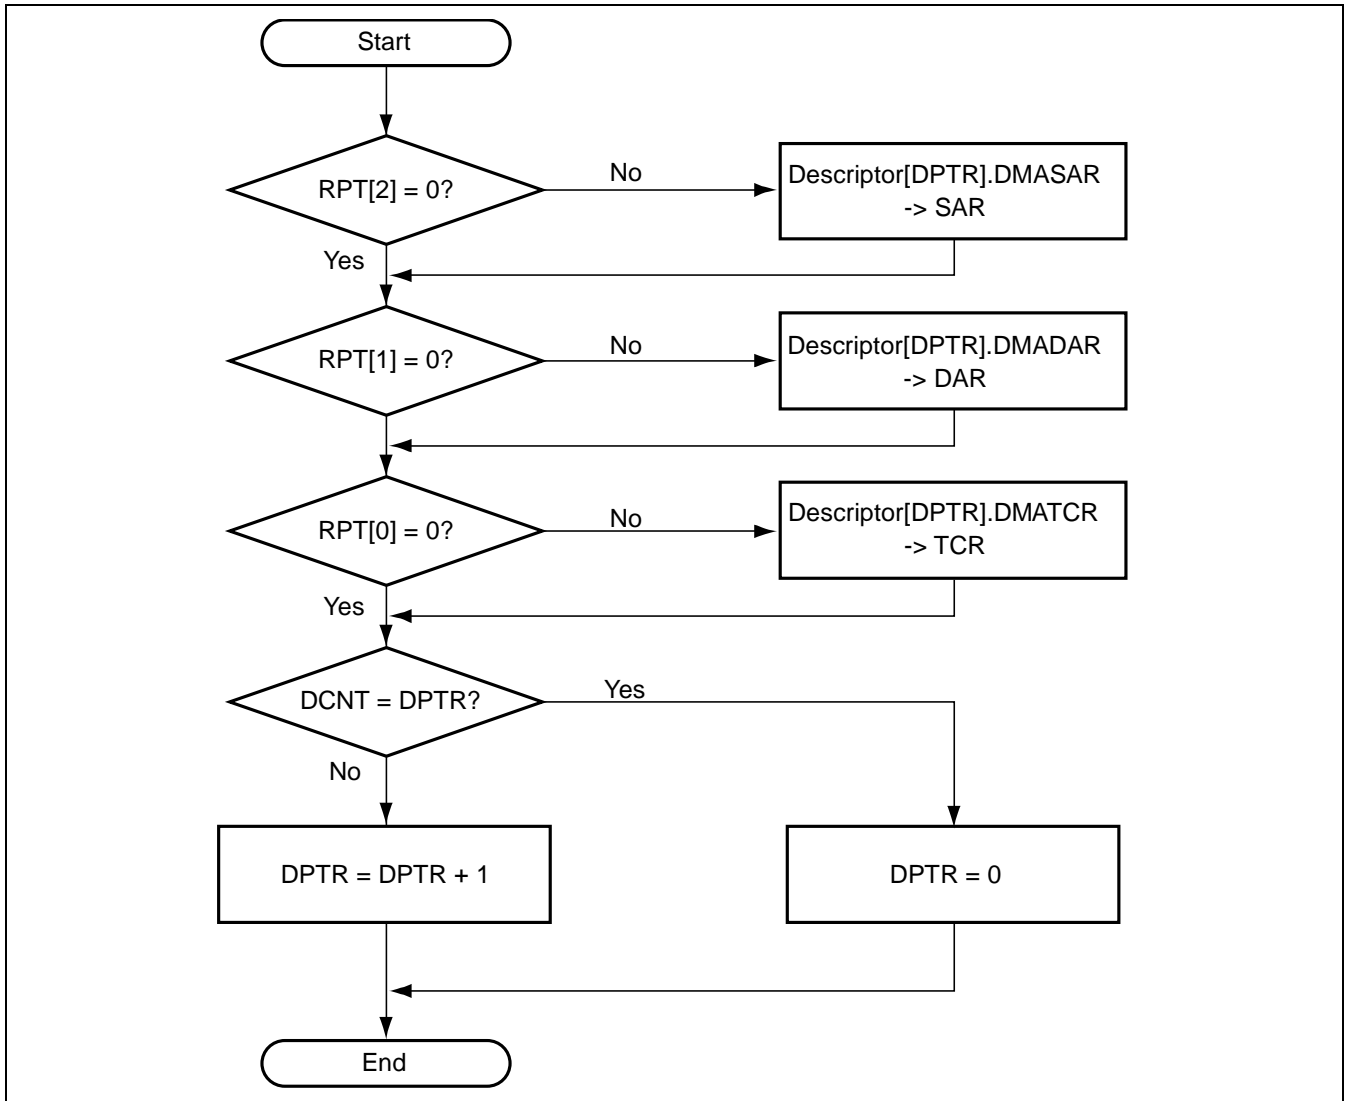 Start
RPT[2] = 0?
No
Descriptor[DPTR].DMASAR
-> SAR
Yes
RPT[1] = 0?
No
Descriptor[DPTR].DMADAR
-> DAR
RPT[0] = 0?
No
Descriptor[DPTR].DMATCR
-> TCR
Yes
DCNT = DPTR?
Yes
No
DPTR = DPTR + 1
DPTR = 0
End